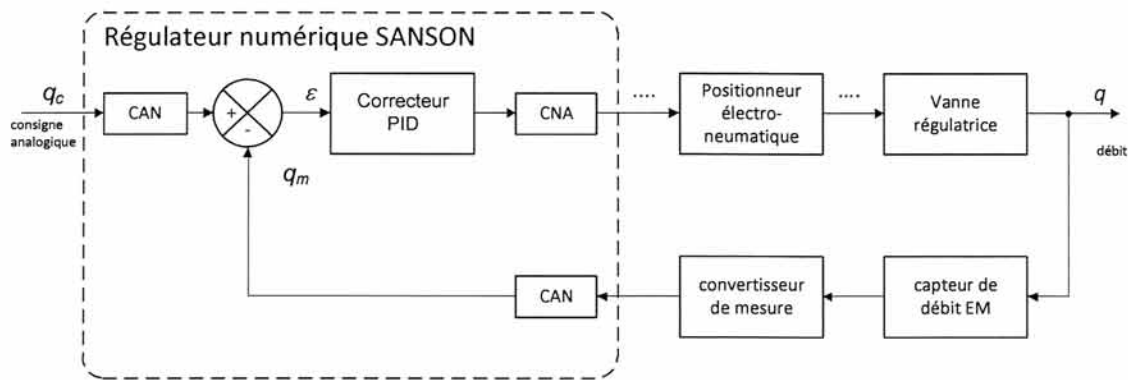 Régulateur numérique SANSON
q_c
consigne
analogique
CAN
+
-
ε
Correcteur
PID
CNA
....
Positionneur
électro-
neumatique
....
Vanne
régulatrice
q
débit
q_m
CAN
convertisseur
de mesure
capteur de
débit EM